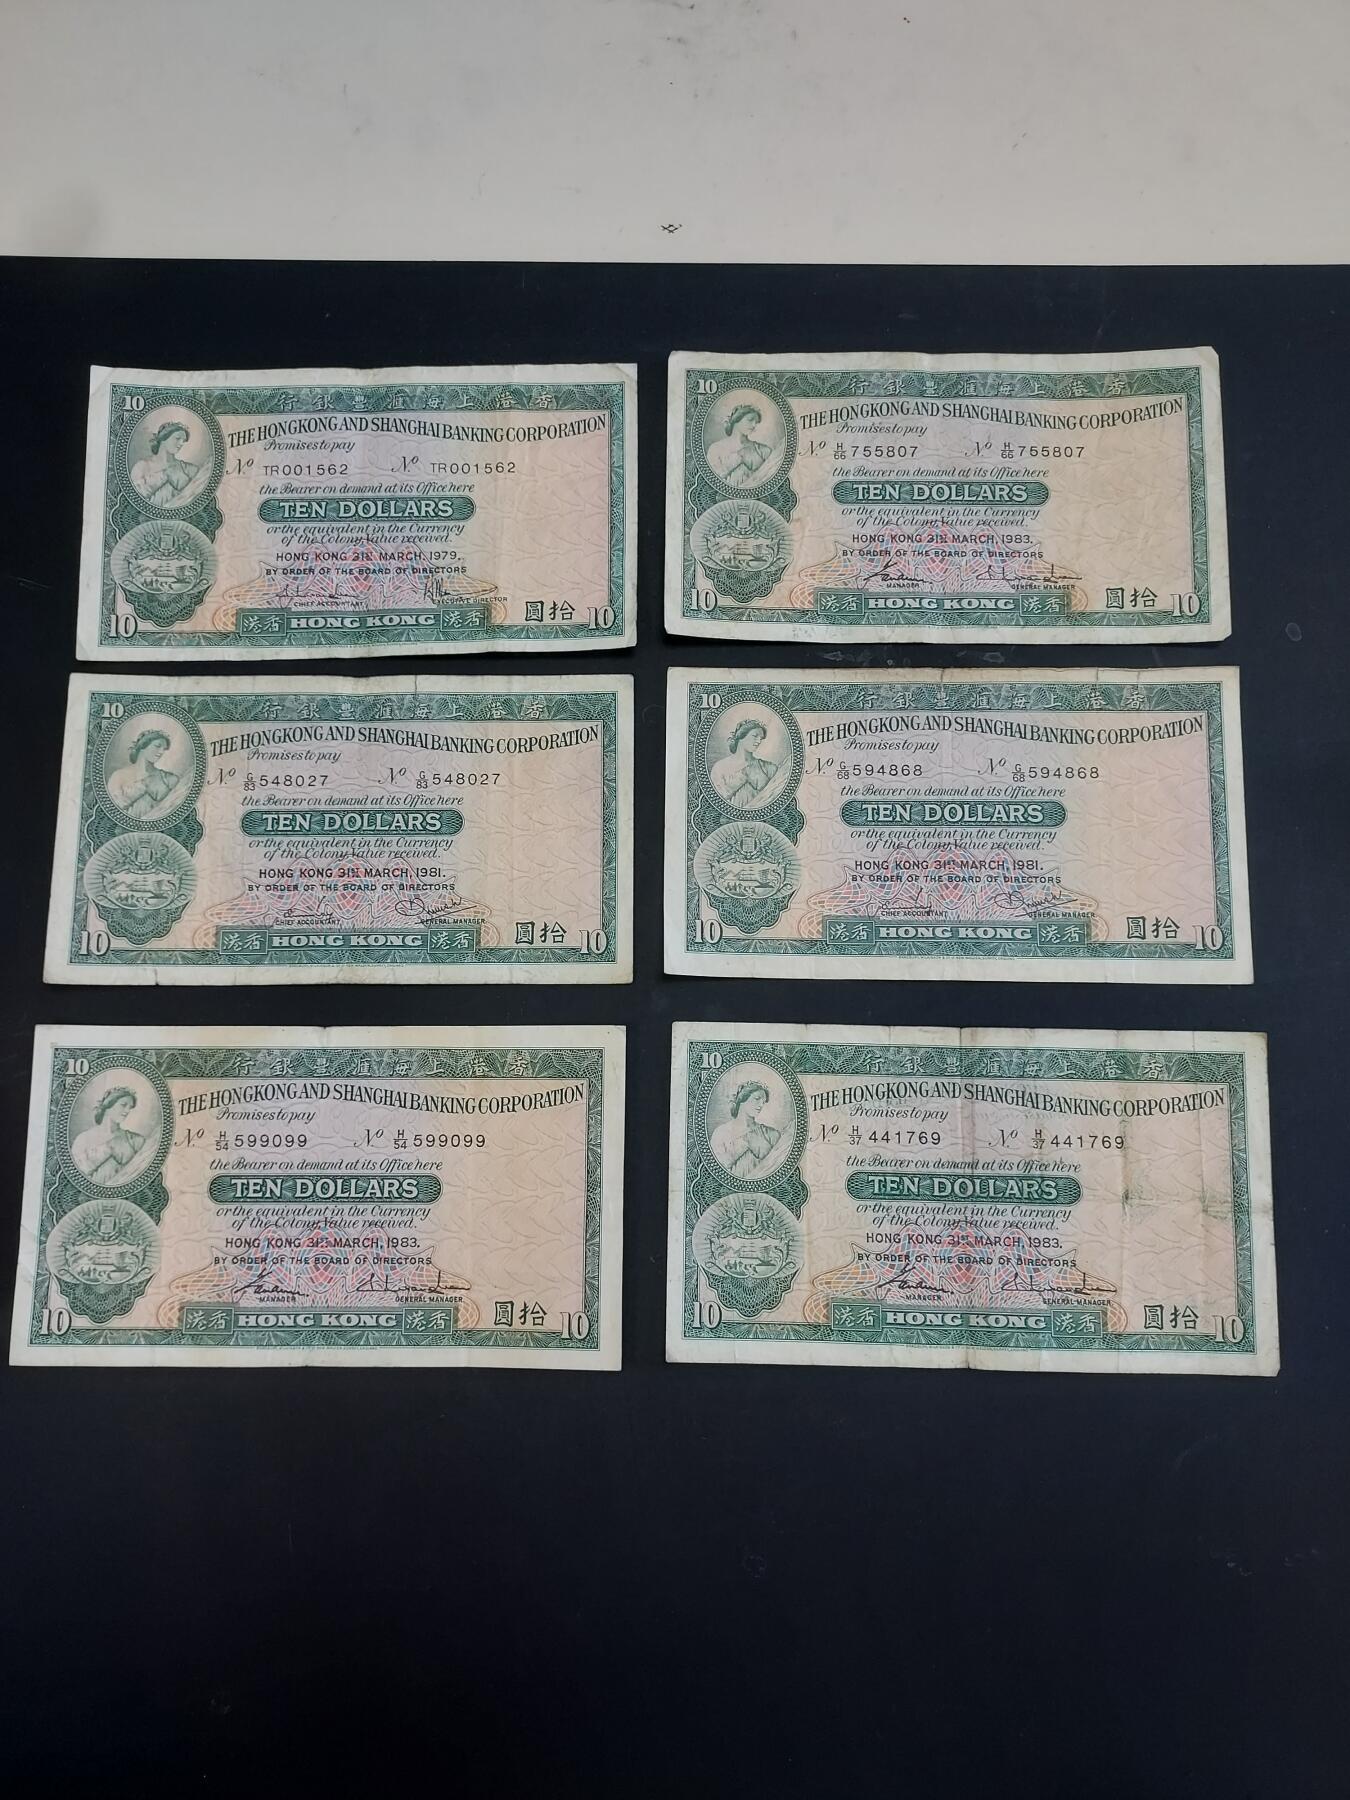 10
行銀豐滙海上港香
THE HONGKONG AND SHANGHAI BANKING CORPORATION
Promises to pay
No TR001562 No TR001562
the Bearer on demand at its Office here
TEN DOLLARS
or the equivalent in the Currency
of the Colony Value received.
HONG KONG 31ST MARCH, 1979.
BY ORDER OF THE BOARD OF DIRECTORS
CHIEF ACCOUNTANT EXECUTIVE DIRECTOR
10 港香 HONG KONG 港香 圓拾 10
10
行銀豐滙海上港香
THE HONGKONG AND SHANGHAI BANKING CORPORATION
Promises to pay
No H/66 755807 No H/66 755807
the Bearer on demand at its Office here
TEN DOLLARS
or the equivalent in the Currency
of the Colony Value received.
HONG KONG 31ST MARCH, 1983.
BY ORDER OF THE BOARD OF DIRECTORS
MANAGER GENERAL MANAGER
10 港香 HONG KONG 港香 圓拾 10
10
行銀豐滙海上港香
THE HONGKONG AND SHANGHAI BANKING CORPORATION
Promises to pay
No G/83 548027 No G/83 548027
the Bearer on demand at its Office here
TEN DOLLARS
or the equivalent in the Currency
of the Colony Value received.
HONG KONG 31ST MARCH, 1981.
BY ORDER OF THE BOARD OF DIRECTORS
CHIEF ACCOUNTANT GENERAL MANAGER
10 港香 HONG KONG 港香 圓拾 10
10
行銀豐滙海上港香
THE HONGKONG AND SHANGHAI BANKING CORPORATION
Promises to pay
No G/68 594868 No G/68 594868
the Bearer on demand at its Office here
TEN DOLLARS
or the equivalent in the Currency
of the Colony Value received.
HONG KONG 31ST MARCH, 1981.
BY ORDER OF THE BOARD OF DIRECTORS
CHIEF ACCOUNTANT GENERAL MANAGER
10 港香 HONG KONG 港香 圓拾 10
10
行銀豐滙海上港香
THE HONGKONG AND SHANGHAI BANKING CORPORATION
Promises to pay
No H/54 599099 No H/54 599099
the Bearer on demand at its Office here
TEN DOLLARS
or the equivalent in the Currency
of the Colony Value received.
HONG KONG 31ST MARCH, 1983.
BY ORDER OF THE BOARD OF DIRECTORS
MANAGER GENERAL MANAGER
10 港香 HONG KONG 港香 圓拾 10
10
行銀豐滙海上港香
THE HONGKONG AND SHANGHAI BANKING CORPORATION
Promises to pay
No H/37 441769 No H/37 441769
the Bearer on demand at its Office here
TEN DOLLARS
or the equivalent in the Currency
of the Colony Value received.
HONG KONG 31ST MARCH, 1983.
BY ORDER OF THE BOARD OF DIRECTORS
MANAGER GENERAL MANAGER
10 港香 HONG KONG 港香 圓拾 10